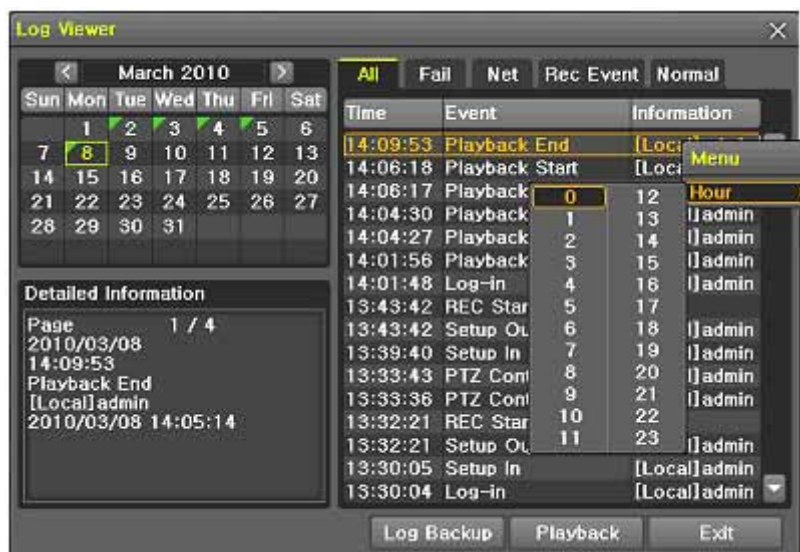 Log Viewer
March 2010
Sun Mon Tue Wed Thu Fri Sat
1 2 3 4 5 6
7 8 9 10 11 12 13
14 15 16 17 18 19 20
21 22 23 24 25 26 27
28 29 30 31
Detailed Information
Page 1 / 4
2010/03/08
14:09:53
Playback End
[Local]admin
2010/03/08 14:05:14
All Fail Net Rec Event Normal
Time Event Information
14:09:53 Playback End
14:06:18 Playback Start
14:06:17 Playback
14:04:30 Playback admin
14:04:27 Playback admin
14:01:56 Playback admin
14:01:48 Log-in admin
13:43:42 REC
13:43:42 Setup admin
13:39:40 Setup In admin
13:33:43 PTZ admin
13:33:36 PTZ admin
13:32:21 REC
13:32:21 Setup admin
13:30:05 Setup In [Local]admin
13:30:04 Log-in [Local]admin
Menu
Hour
0 12
1 13
2 14
3 15
4 16
5 17
6 18
7 19
8 20
9 21
10 22
11 23
Log Backup Playback Exit